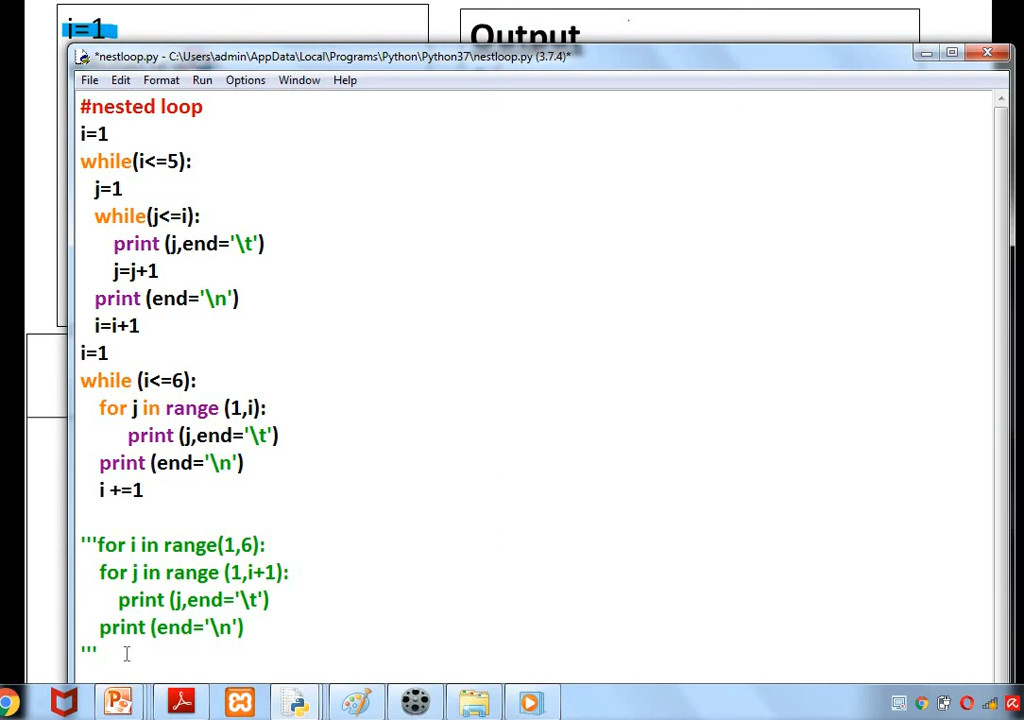 i=1
Output
*nestloop.py - C:\Users\admin\AppData\Local\Programs\Python\Python37\nestloop.py (3.7.4)*
File Edit Format Run Options Window Help
#nested loop
i=1
while(i<=5):
j=1
while(j<=i):
print (j,end='\t')
j=j+1
print (end='\n')
i=i+1
i=1
while (i<=6):
for j in range (1,i):
print (j,end='\t')
print (end='\n')
i +=1
'''for i in range(1,6):
for j in range (1,i+1):
print (j,end='\t')
print (end='\n')
'''